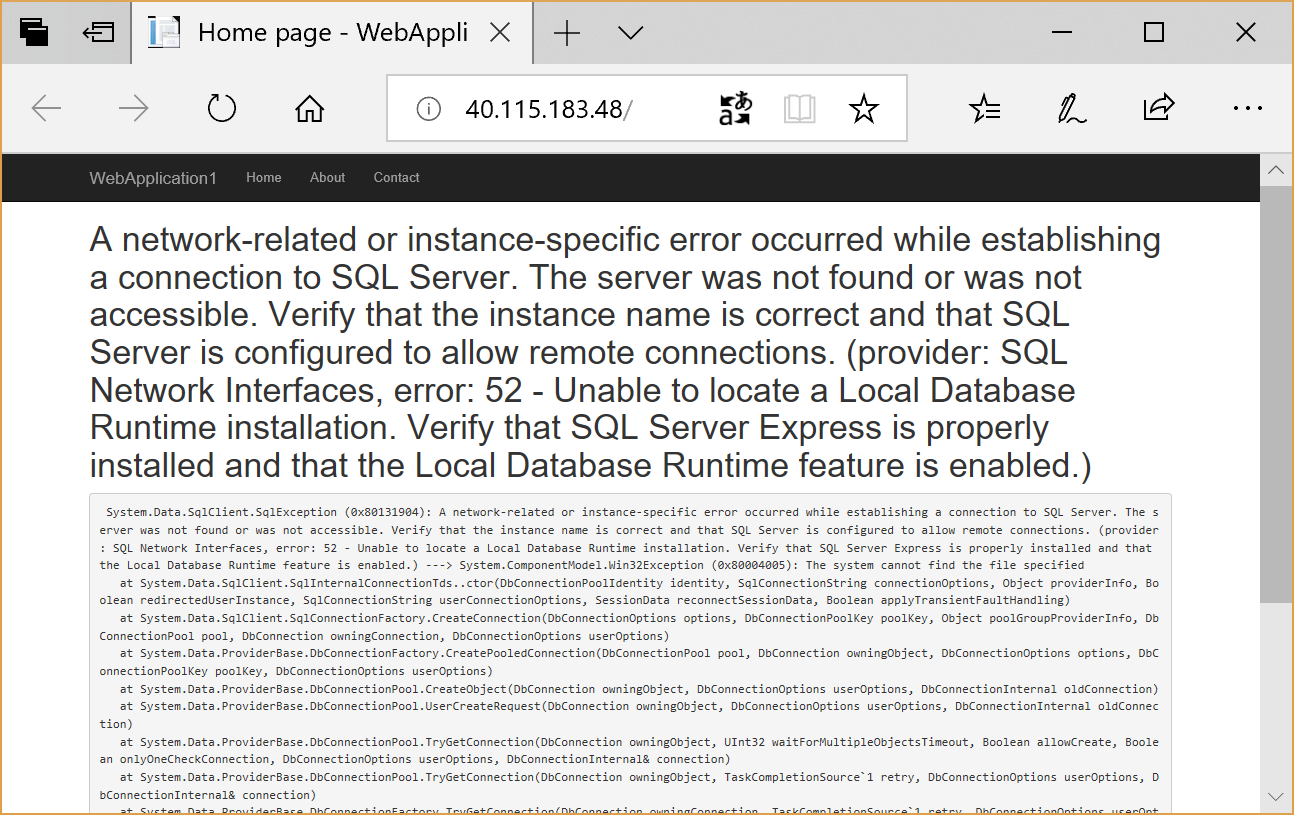 Home page - WebAppli
40.115.183.48/
WebApplication1 Home About Contact
A network-related or instance-specific error occurred while establishing
a connection to SQL Server. The server was not found or was not
accessible. Verify that the instance name is correct and that SQL
Server is configured to allow remote connections. (provider: SQL
Network Interfaces, error: 52 - Unable to locate a Local Database
Runtime installation. Verify that SQL Server Express is properly
installed and that the Local Database Runtime feature is enabled.)
System.Data.SqlClient.SqlException (0x80131904): A network-related or instance-specific error occurred while establishing a connection to SQL Server. The s
erver was not found or was not accessible. Verify that the instance name is correct and that SQL Server is configured to allow remote connections. (provider
: SQL Network Interfaces, error: 52 - Unable to locate a Local Database Runtime installation. Verify that SQL Server Express is properly installed and that
the Local Database Runtime feature is enabled.) ---> System.ComponentModel.Win32Exception (0x80004005): The system cannot find the file specified
at System.Data.SqlClient.SqlInternalConnectionTds..ctor(DbConnectionPoolIdentity identity, SqlConnectionString connectionOptions, Object providerInfo, Bo
olean redirectedUserInstance, SqlConnectionString userConnectionOptions, SessionData reconnectSessionData, Boolean applyTransientFaultHandling)
at System.Data.SqlClient.SqlConnectionFactory.CreateConnection(DbConnectionOptions options, DbConnectionPoolKey poolKey, Object poolGroupProviderInfo, Db
ConnectionPool pool, DbConnection owningConnection, DbConnectionOptions userOptions)
at System.Data.ProviderBase.DbConnectionFactory.CreatePooledConnection(DbConnectionPool pool, DbConnection owningObject, DbConnectionOptions options, DbC
onnectionPoolKey poolKey, DbConnectionOptions userOptions)
at System.Data.ProviderBase.DbConnectionPool.CreateObject(DbConnection owningObject, DbConnectionOptions userOptions, DbConnectionInternal oldConnection)
at System.Data.ProviderBase.DbConnectionPool.UserCreateRequest(DbConnection owningObject, DbConnectionOptions userOptions, DbConnectionInternal oldConnec
tion)
at System.Data.ProviderBase.DbConnectionPool.TryGetConnection(DbConnection owningObject, UInt32 waitForMultipleObjectsTimeout, Boolean allowCreate, Boole
an onlyOneCheckConnection, DbConnectionOptions userOptions, DbConnectionInternal& connection)
at System.Data.ProviderBase.DbConnectionPool.TryGetConnection(DbConnection owningObject, TaskCompletionSource`1 retry, DbConnectionOptions userOptions, D
bConnectionInternal& connection)
at System.Data.ProviderBase.DbConnectionFactory.TryGetConnection(DbConnection owningConnection, TaskCompletionSource`1 retry, DbConnectionOptions userOpt